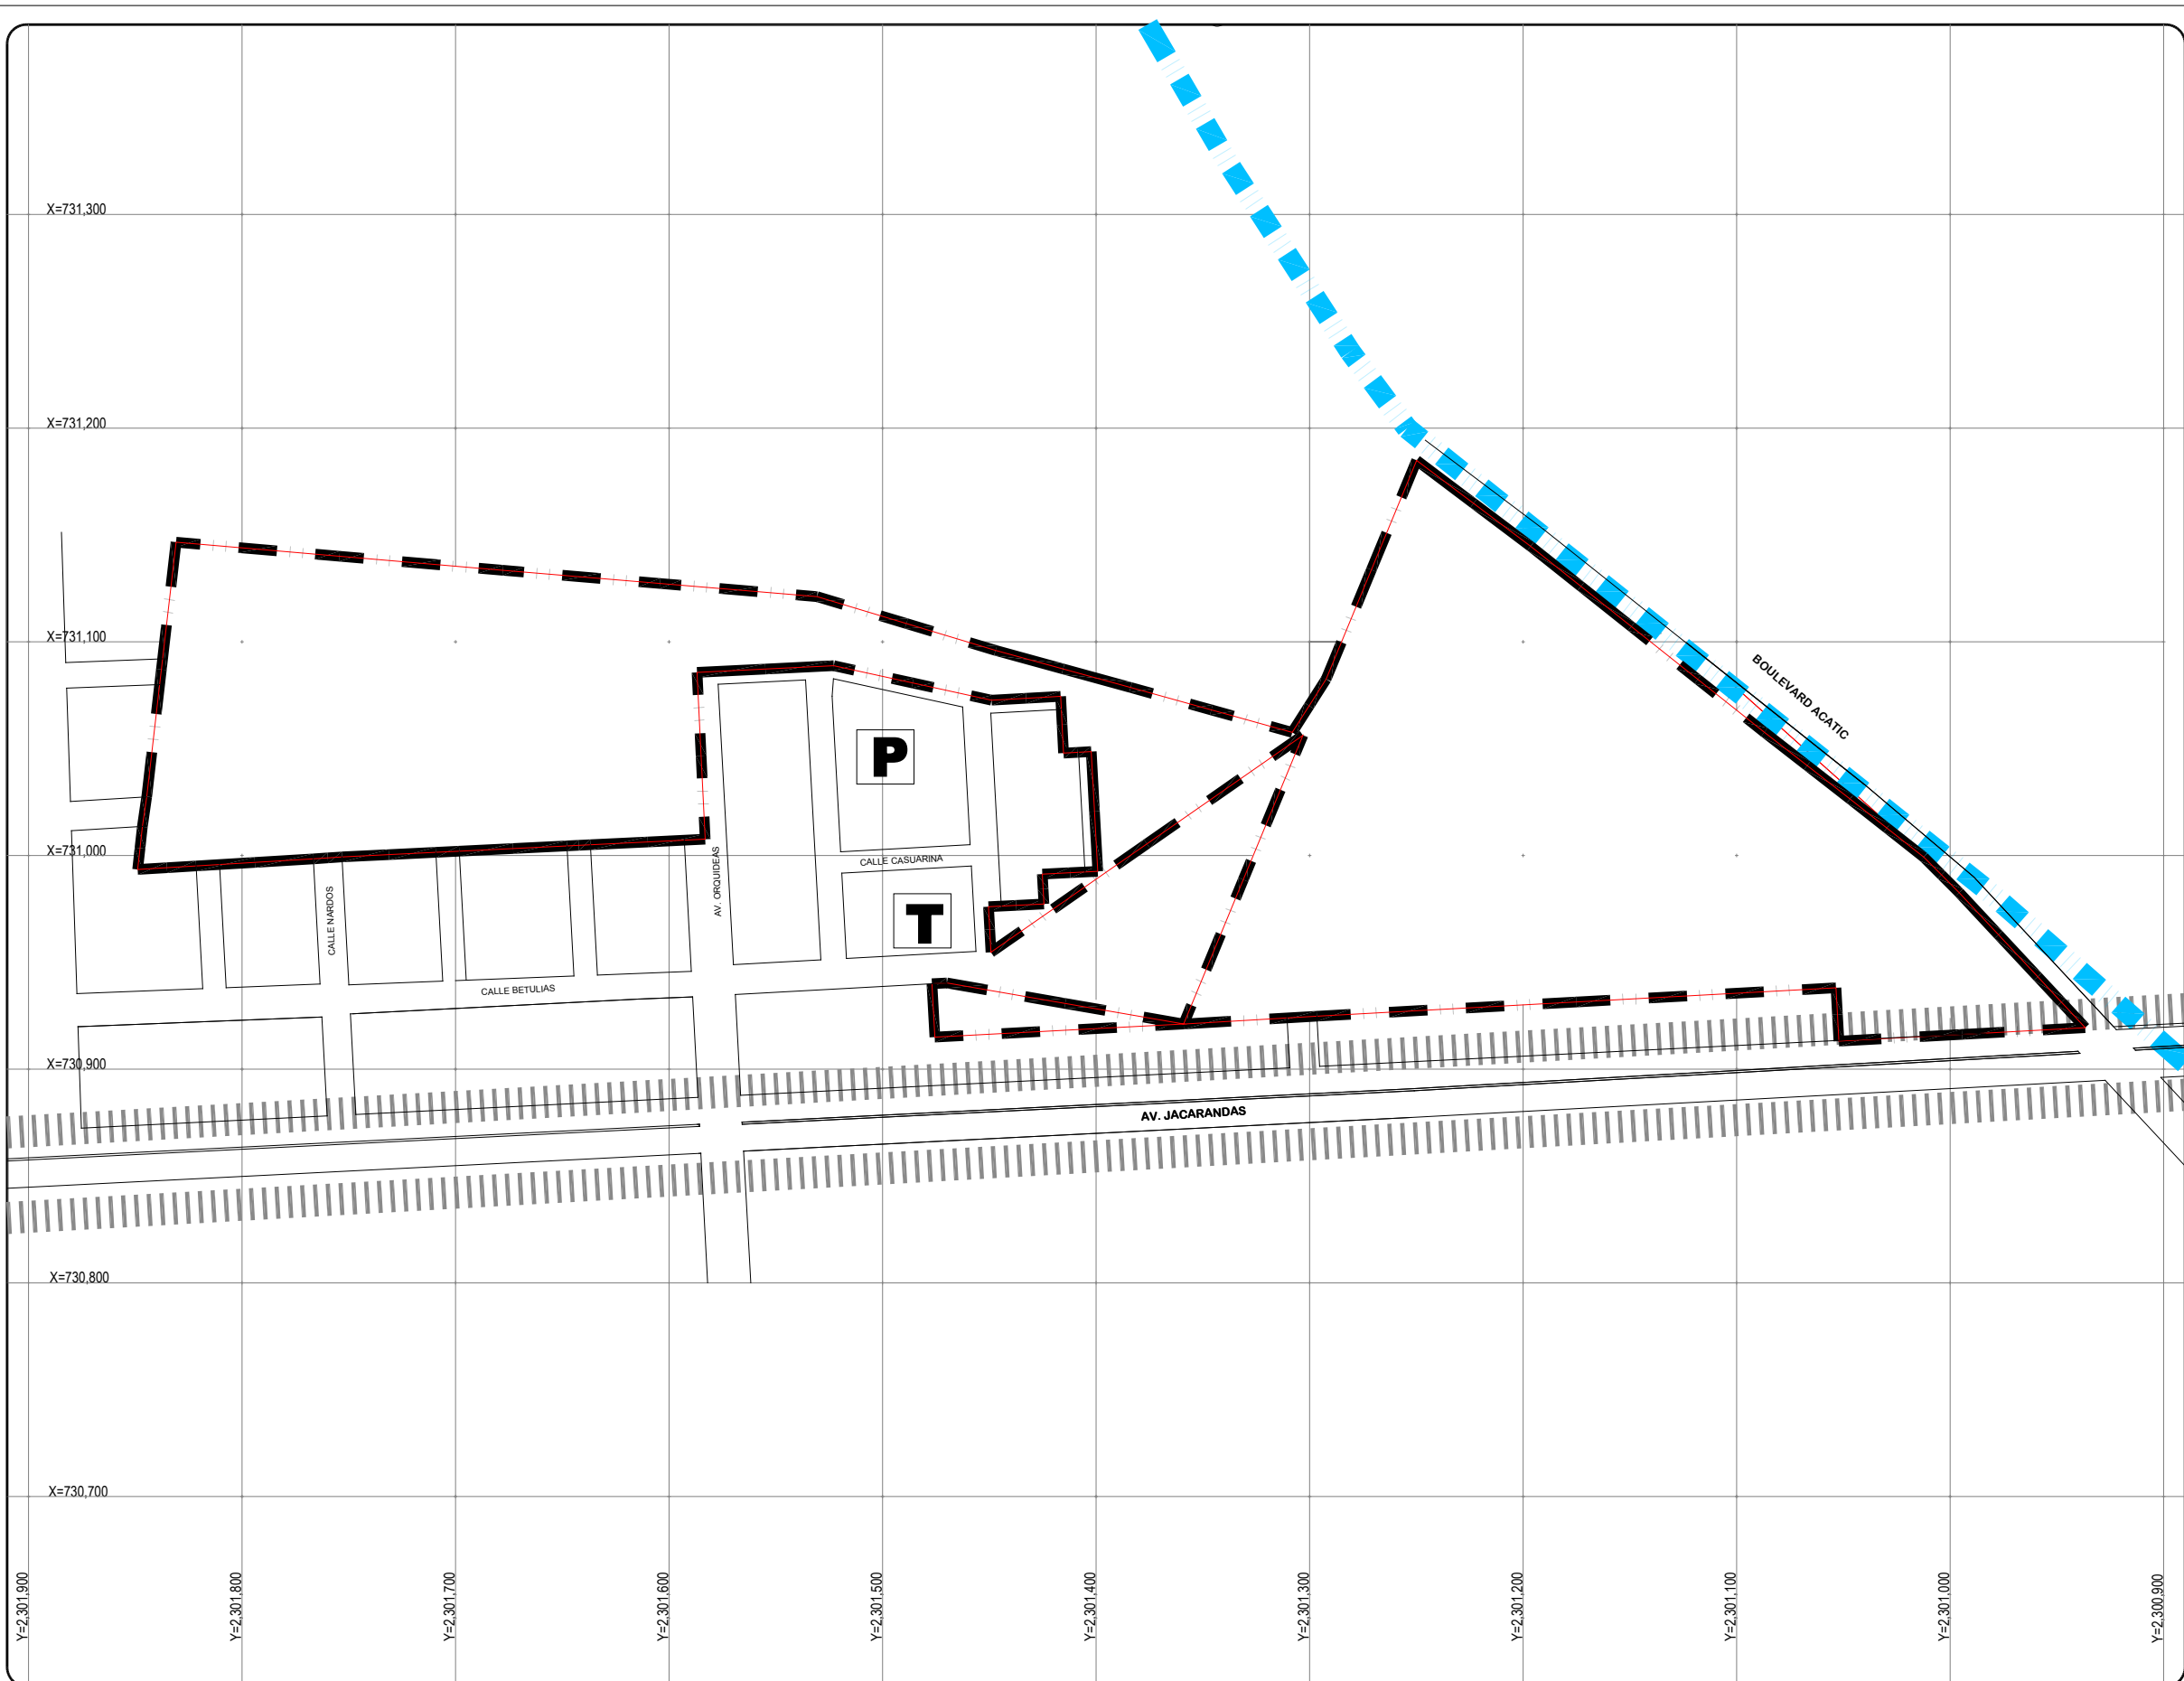 X=731,300
X=731,200
X=731,100
BOULEVARD ACATIC
P
X=731,000
AV. ORQUIDEAS
CALLE CASUARINA
CALLE NARDOS
T
CALLE BETULIAS
X=730,900
AV. JACARANDAS
X=730,800
X=730,700
Y=2,301,900
Y=2,301,800
Y=2,301,700
Y=2,301,600
Y=2,301,500
Y=2,301,400
Y=2,301,300
Y=2,301,200
Y=2,301,100
Y=2,301,000
Y=2,300,900